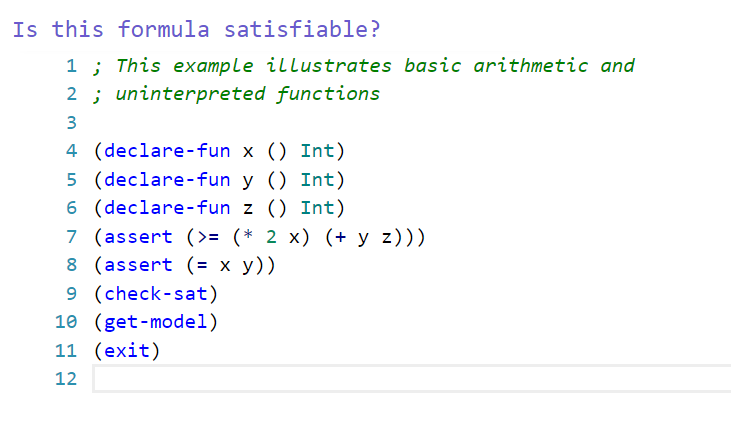 Is this formula satisfiable?
1 ; This example illustrates basic arithmetic and
2 ; uninterpreted functions
3
4 (declare-fun x () Int)
5 (declare-fun y () Int)
6 (declare-fun z () Int)
7 (assert (>= (* 2 x) (+ y z)))
8 (assert (= x y))
9 (check-sat)
10 (get-model)
11 (exit)
12